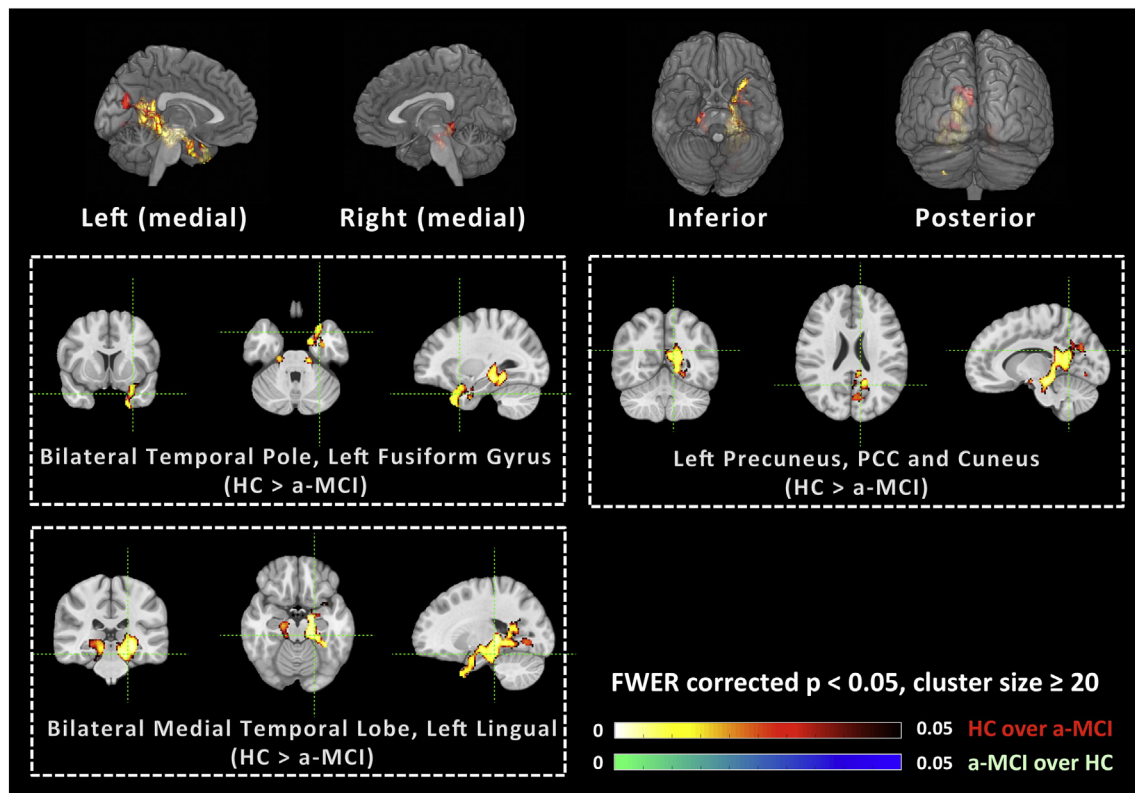 Left (medial)
Right (medial)
Inferior
Posterior
Bilateral Temporal Pole, Left Fusiform Gyrus
(HC > a-MCI)
Left Precuneus, PCC and Cuneus
(HC > a-MCI)
Bilateral Medial Temporal Lobe, Left Lingual
(HC > a-MCI)
FWER corrected p < 0.05, cluster size ≥ 20
0 0.05 HC over a-MCI
0 0.05 a-MCI over HC